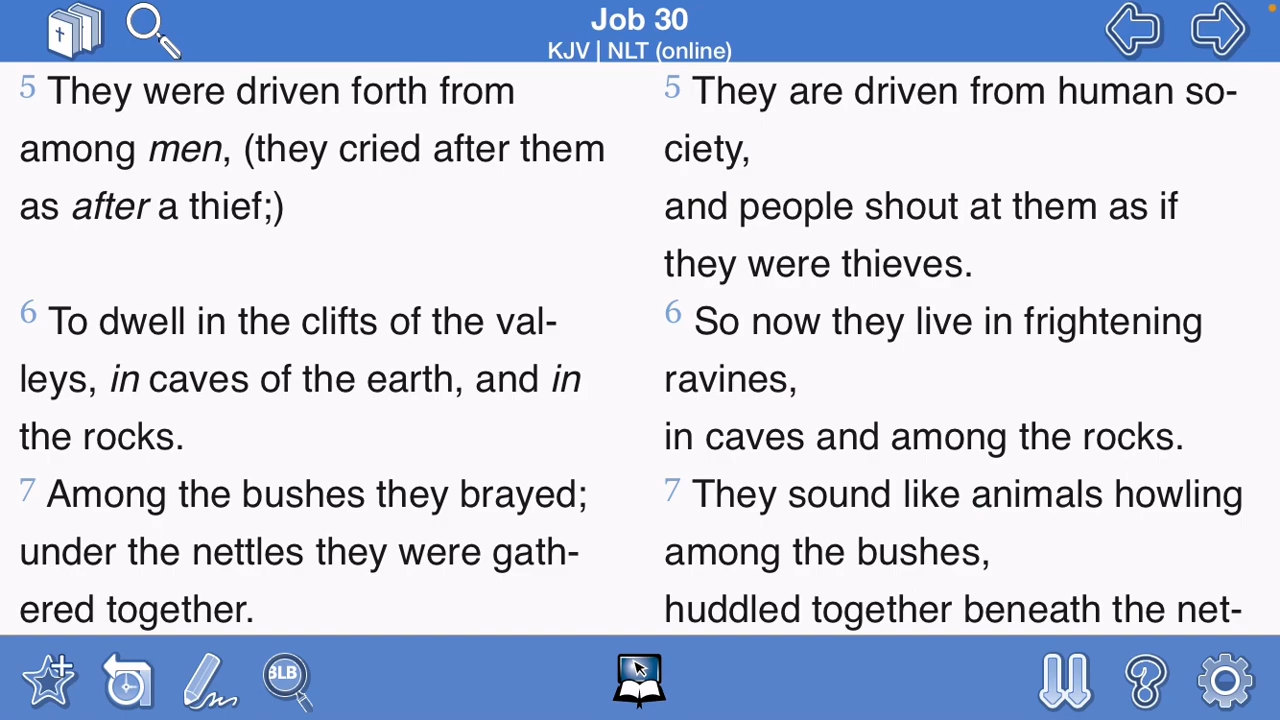 Job 30
KJV | NLT (online)
5 They were driven forth from
among men, (they cried after them
as after a thief;)
6 To dwell in the clifts of the val-
leys, in caves of the earth, and in
the rocks.
7 Among the bushes they brayed;
under the nettles they were gath-
ered together.
5 They are driven from human so-
ciety,
and people shout at them as if
they were thieves.
6 So now they live in frightening
ravines,
in caves and among the rocks.
7 They sound like animals howling
among the bushes,
huddled together beneath the net-
BLB